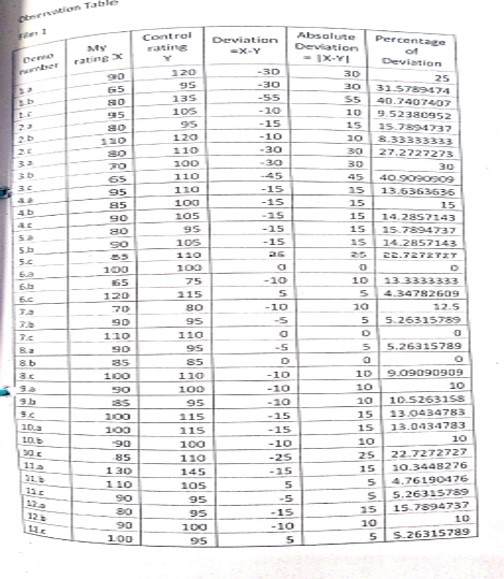 Observation Table
Film 1
Demo number My rating X Control rating Y Deviation =X-Y Absolute Deviation = |X-Y| Percentage of Deviation
1.a 90 120 -30 30 25
1.b 65 95 -30 30 31.5789474
1.c 80 135 -55 55 40.7407407
2.a 95 105 -10 10 9.52380952
2.b 80 95 -15 15 15.7894737
2.c 110 120 -10 10 8.33333333
3.a 80 110 -30 30 27.2727273
3.b 70 100 -30 30 30
3.c 65 110 -45 45 40.9090909
4.a 95 110 -15 15 13.6363636
4.b 85 100 -15 15 15
4.c 90 105 -15 15 14.2857143
5.a 80 95 -15 15 15.7894737
5.b 90 105 -15 15 14.2857143
5.c 85 110 25 22.7272727
6.a 100 100 0 0 0
6.b 65 75 -10 10 13.3333333
6.c 120 115 5 5 4.34782609
7.a 70 80 -10 10 12.5
7.b 90 95 -5 5 5.26315789
7.c 110 110 0 0 0
8.a 90 95 -5 5 5.26315789
8.b 85 85 0 0 0
8.c 100 110 -10 10 9.09090909
9.a 90 100 -10 10 10
9.b 85 95 -10 10 10.5263158
9.c 100 115 -15 15 13.0434783
10.a 100 115 -15 15 13.0434783
10.b 90 100 -10 10 10
10.c 85 110 -25 25 22.7272727
11.a 130 145 -15 15 10.3448276
11.b 110 105 5 5 4.76190476
11.c 90 95 -5 5 5.26315789
12.a 80 95 -15 15 15.7894737
12.b 90 100 -10 10 10
12.c 100 95 5 5 5.26315789